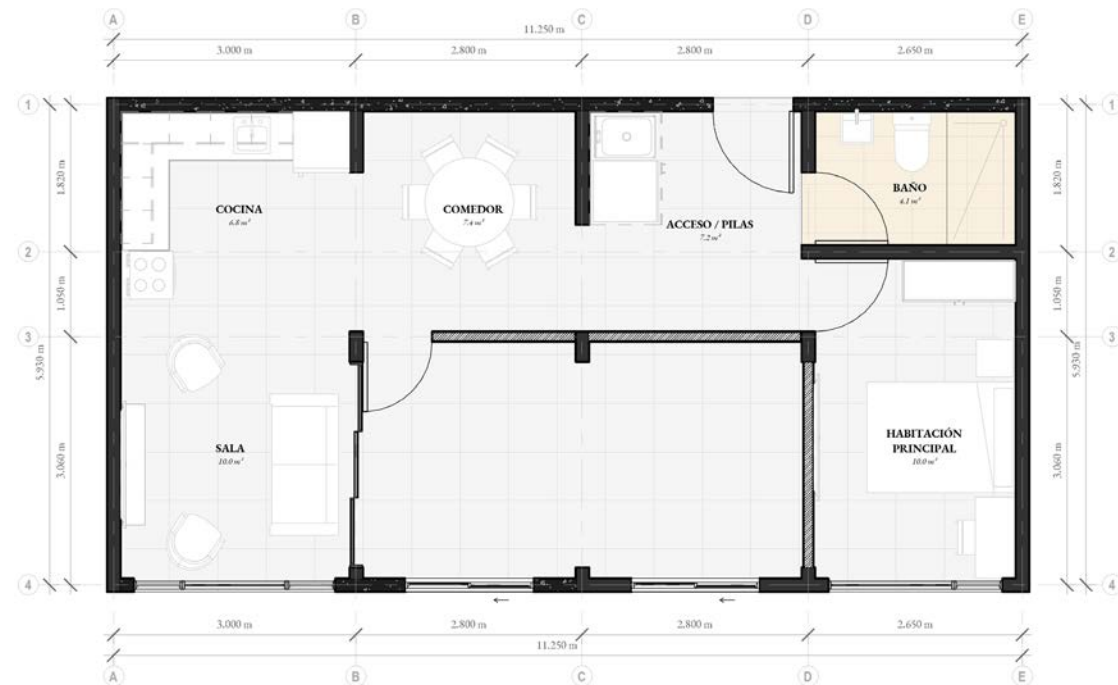 A B C D E
11.250 m
3.000 m 2.800 m 2.800 m 2.650 m
1 1
1.820 m 1.820 m
COCINA
6.8 m²
COMEDOR
7.4 m²
ACCESO / PILAS
7.2 m²
BAÑO
4.1 m²
2 2
1.050 m 1.050 m
3 3
5.930 m 5.930 m
3.060 m 3.060 m
SALA
10.0 m²
HABITACIÓN
PRINCIPAL
10.0 m²
4 4
3.000 m 2.800 m 2.800 m 2.650 m
11.250 m
A B C D E